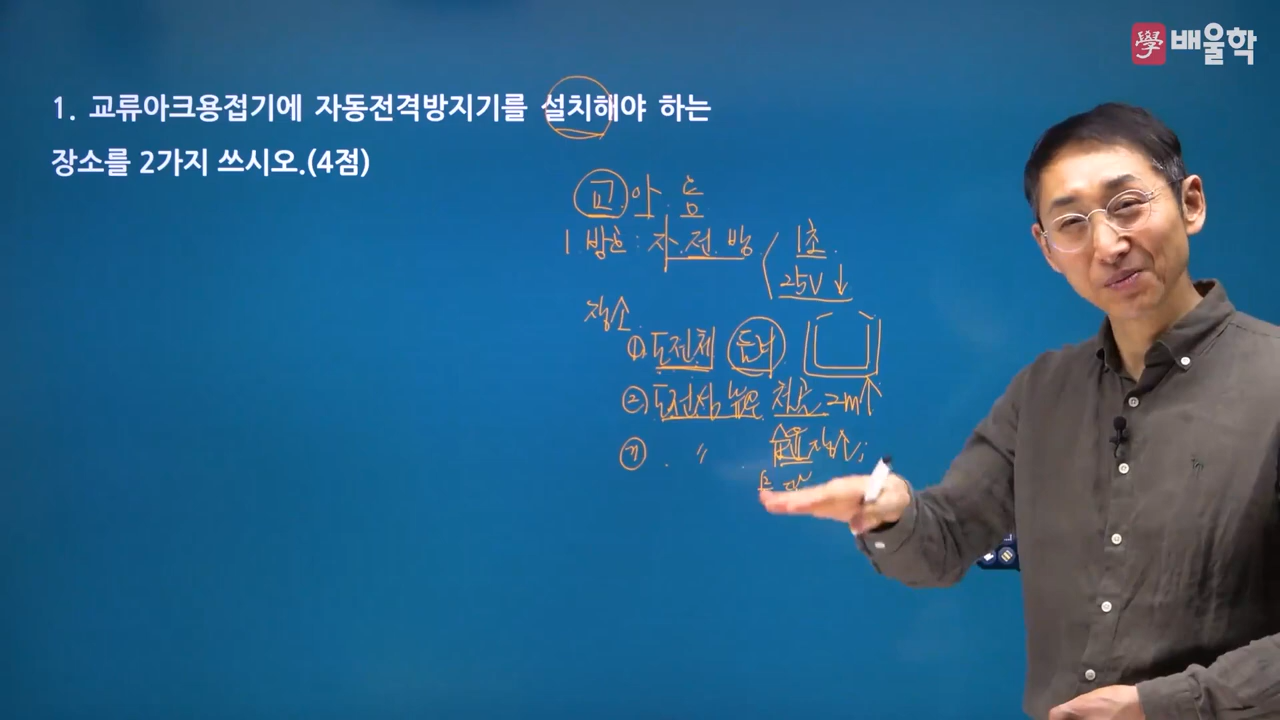 學 배울학
1. 교류아크용접기에 자동전격방지기를 설치해야 하는
장소를 2가지 쓰시오.(4점)
교. 아. 용
1. 방호 : 자. 전. 방 1초.
25V ↓
장소
① 도전체
② 도전성 높은 철골 2m↑
③ . 〃 . 장소;